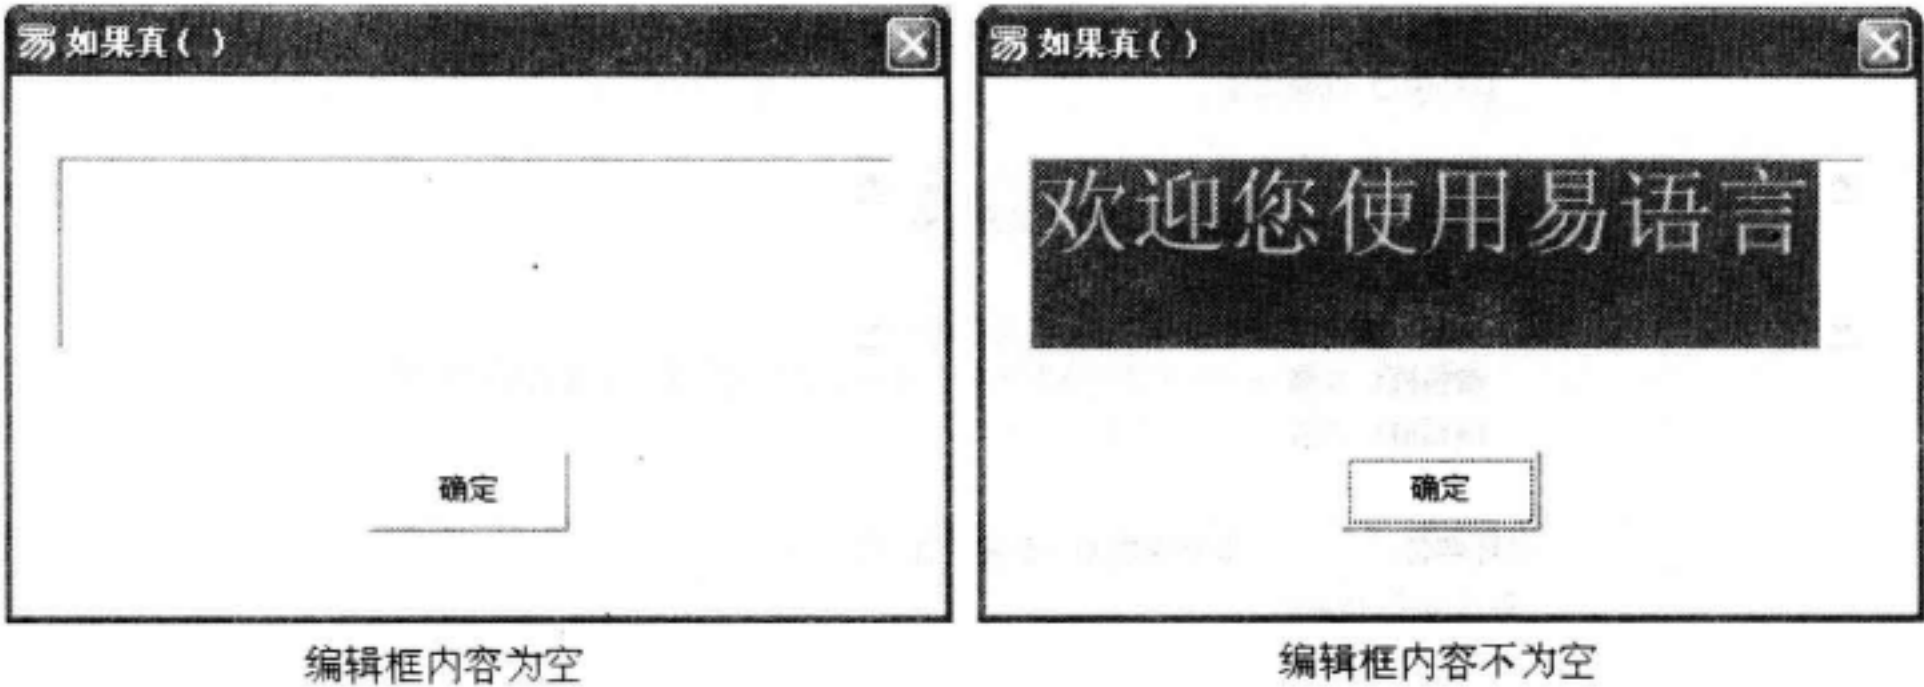 如果真( )
如果真( )
欢迎您使用易语言
确定
确定
编辑框内容为空
编辑框内容不为空